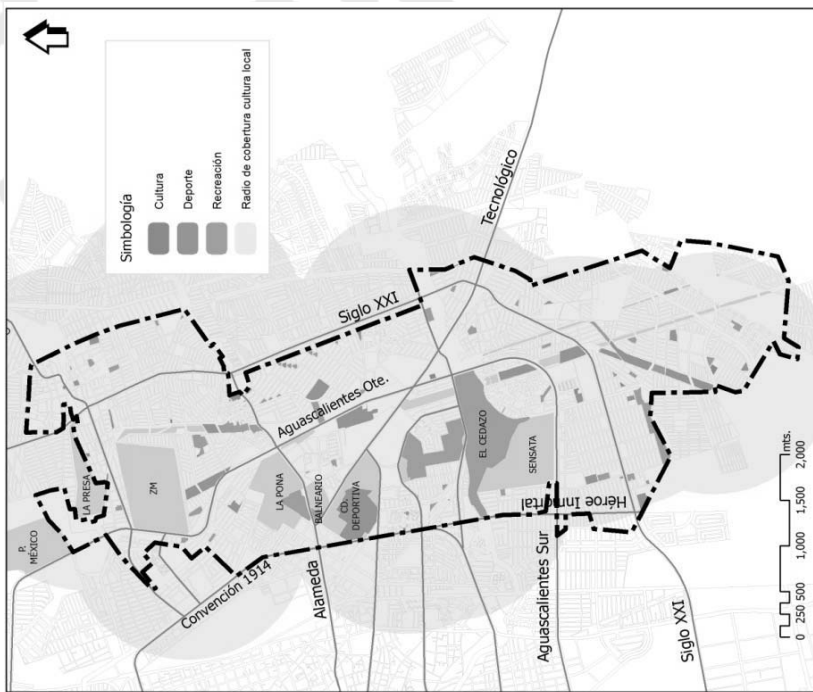 Simbología
Cultura
Deporte
Recreación
Radio de cobertura cultura local
P.
MÉXICO
LA PRESA
ZM
Convención 1914
Siglo XXI
Aguascalientes Ote.
LA PONA
BALNEARIO
CD.
DEPORTIVA
Alameda
Tecnológico
EL CEDAZO
SENSATA
Héroe Inmortal
Aguascalientes Sur
Siglo XXI
0 250 500 1,000 1,500 2,000
mts.